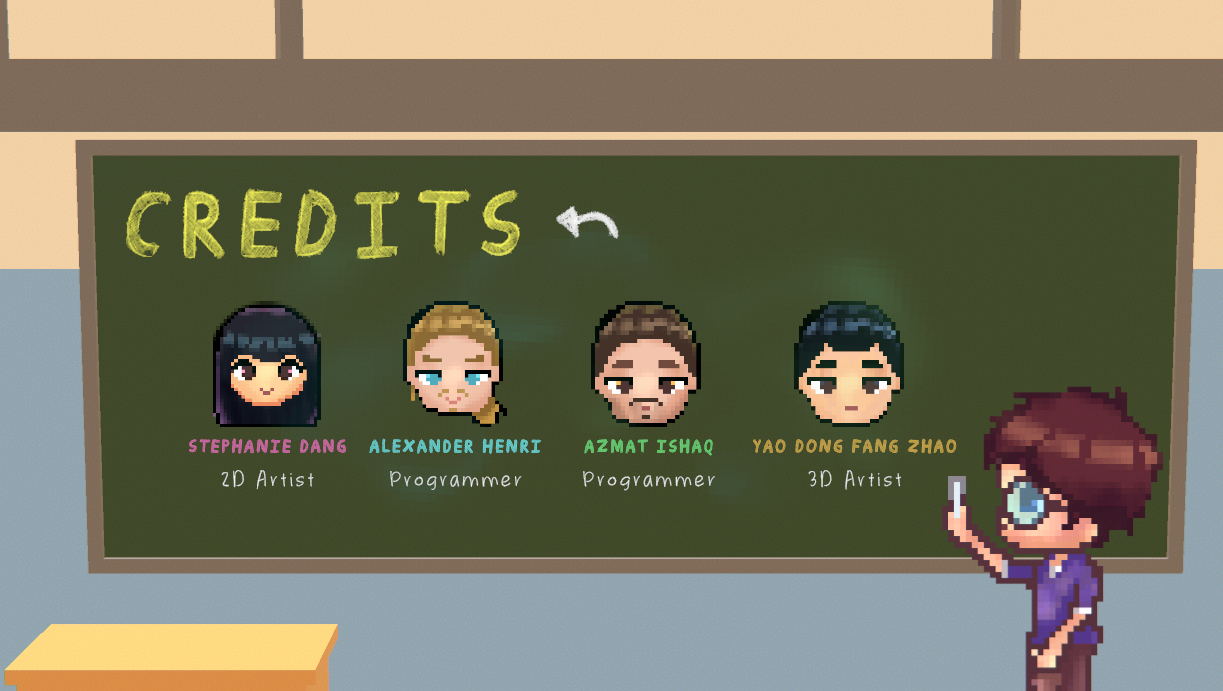 CREDITS
STEPHANIE DANG ALEXANDER HENRI AZMAT ISHAQ YAO DONG FANG ZHAO
2D Artist Programmer Programmer 3D Artist